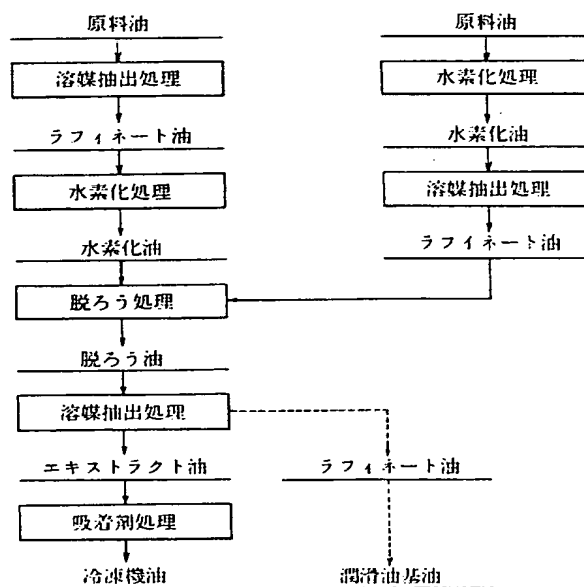 原料油
溶媒抽出処理
ラフィネート油
水素化処理
水素化油
脱ろう処理
脱ろう油
溶媒抽出処理
エキストラクト油
吸着剤処理
冷凍機油
原料油
水素化処理
水素化油
溶媒抽出処理
ラフィネート油
ラフィネート油
潤滑油基油